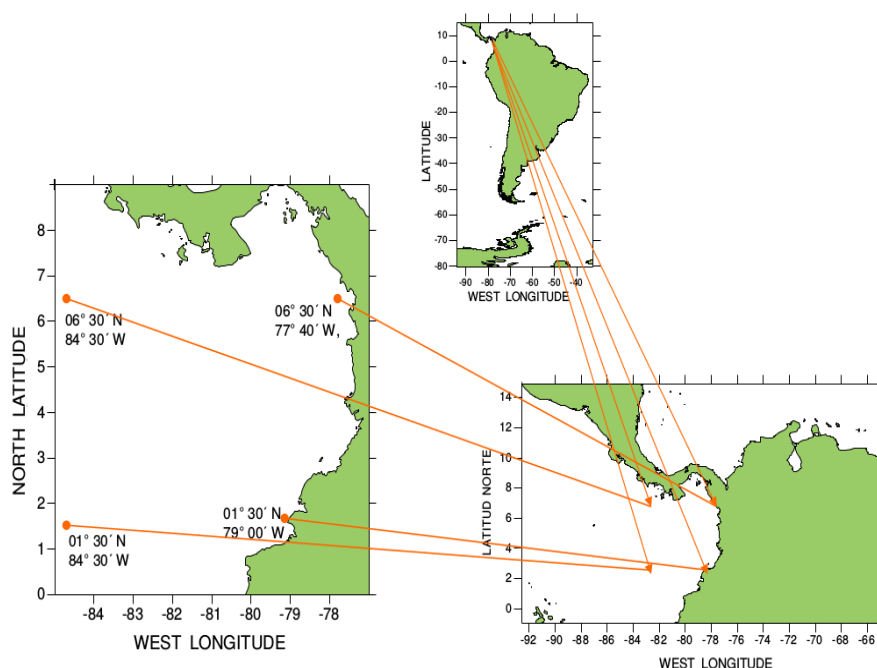 NORTH LATITUDE
8
7
6
5
4
3
2
1
0
06° 30´ N
84° 30´ W
06° 30´ N
77° 40´ W,
01° 30´ N
84° 30´ W
01° 30´ N
79° 00´ W
-84 -83 -82 -81 -80 -79 -78
WEST LONGITUDE
LATITUDE
10
0
-10
-20
-30
-40
-50
-60
-70
-80
-90 -80 -70 -60 -50 -40
WEST LONGITUDE
LATITUD NORTE
14
12
10
8
6
4
2
0
-92 -90 -88 -86 -84 -82 -80 -78 -76 -74 -72 -70 -68 -66
WEST LONGITUDE